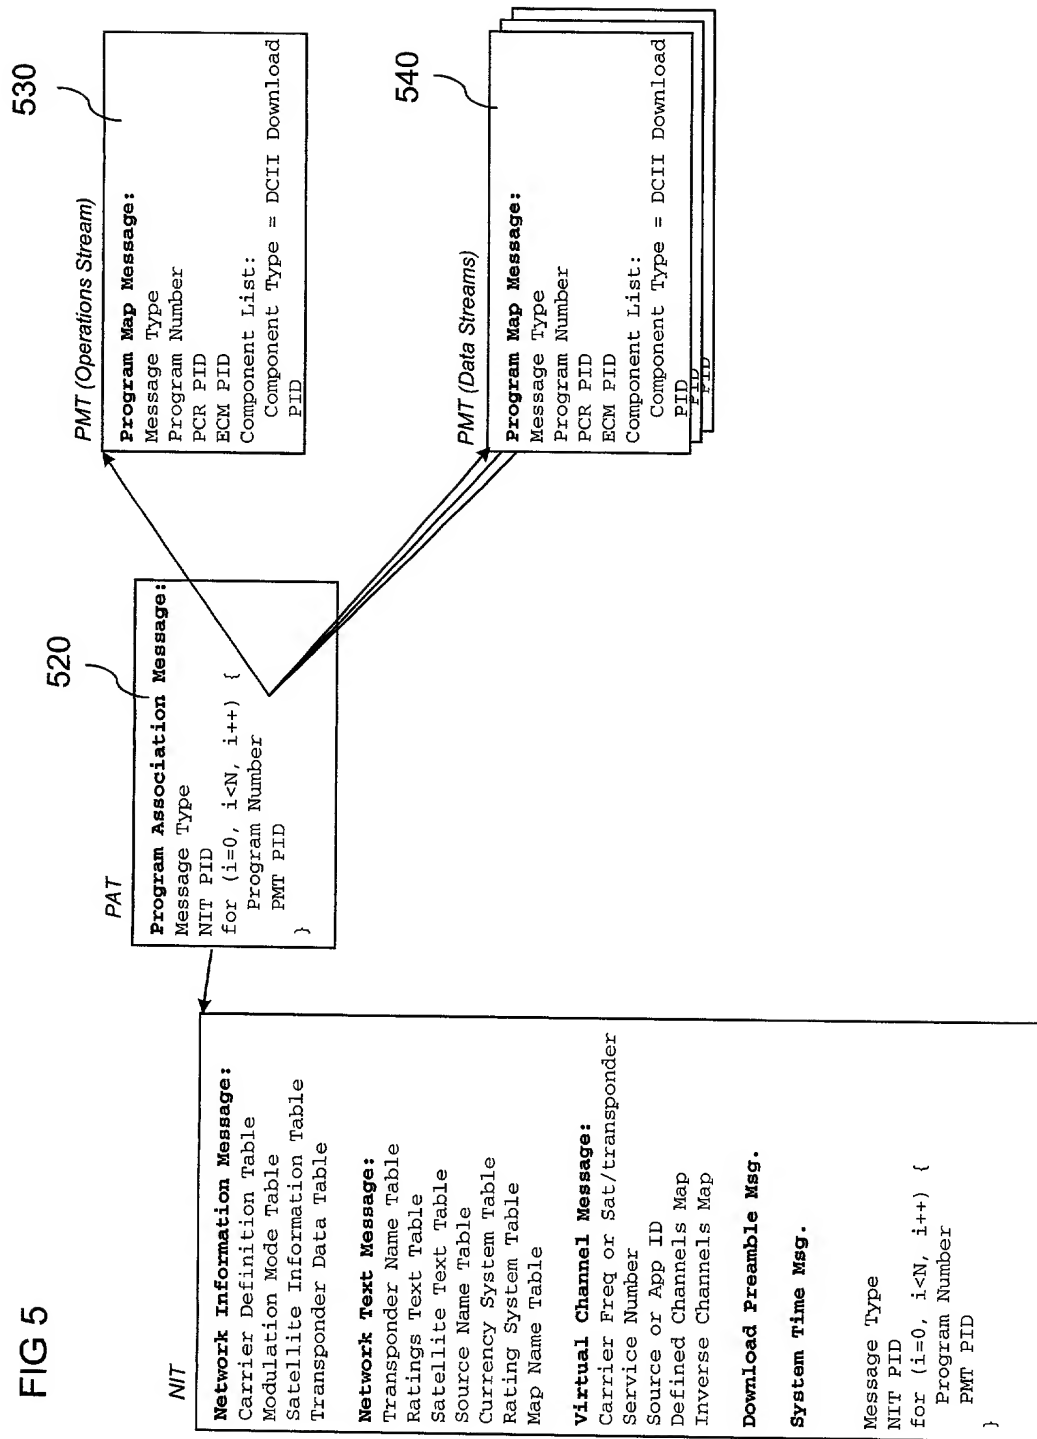 FIG 5
NIT
Network Information Message:
Carrier Definition Table
Modulation Mode Table
Satellite Information Table
Transponder Data Table
Network Text Message:
Transponder Name Table
Ratings Text Table
Satellite Text Table
Source Name Table
Currency System Table
Rating System Table
Map Name Table
Virtual Channel Message:
Carrier Freq or Sat/transponder
Service Number
Source or App ID
Defined Channels Map
Inverse Channels Map
Download Preamble Msg.
System Time Msg.
Message Type
NIT PID
for (i=0, i<N, i++) {
Program Number
PMT PID
}
PAT
520
Program Association Message:
Message Type
NIT PID
for (i=0, i<N, i++) {
Program Number
PMT PID
}
PMT (Operations Stream)
530
Program Map Message:
Message Type
Program Number
PCR PID
ECM PID
Component List:
Component Type = DCII Download
PID
PMT (Data Streams)
540
Program Map Message:
Message Type
Program Number
PCR PID
ECM PID
Component List:
Component Type = DCII Download
PID
PID
PID